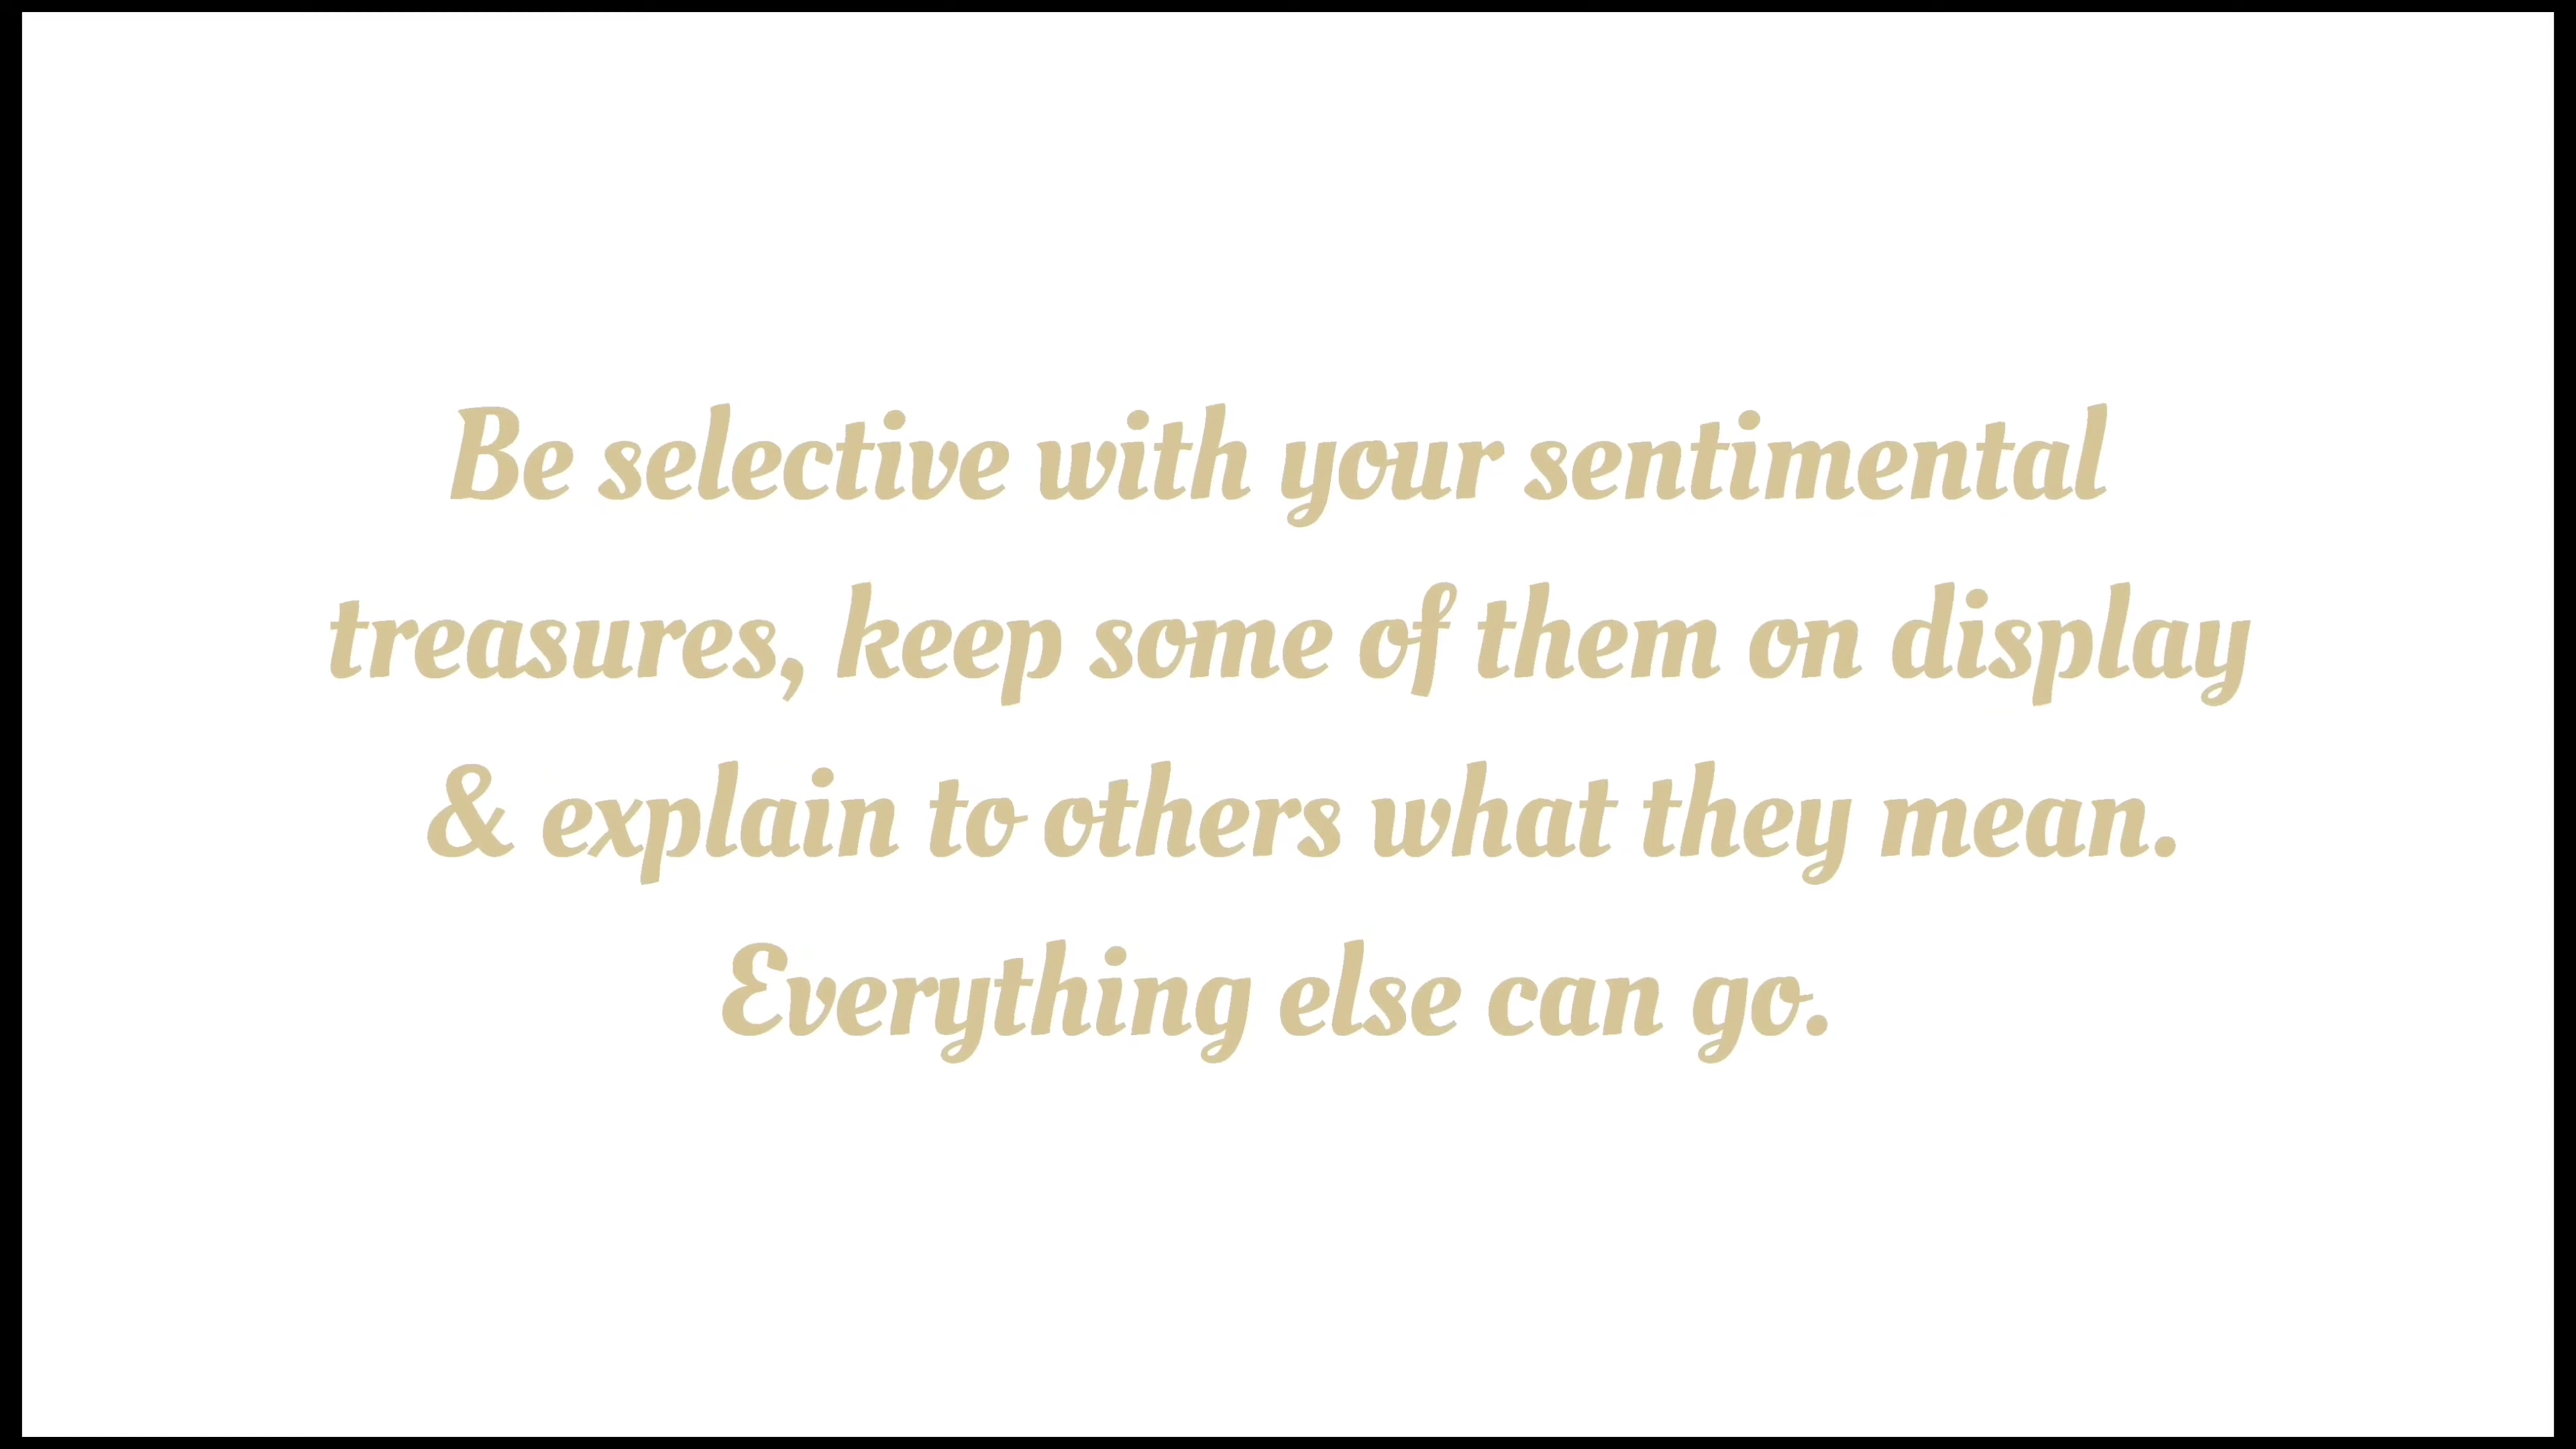 Be selective with your sentimental
treasures, keep some of them on display
& explain to others what they mean.
Everything else can go.